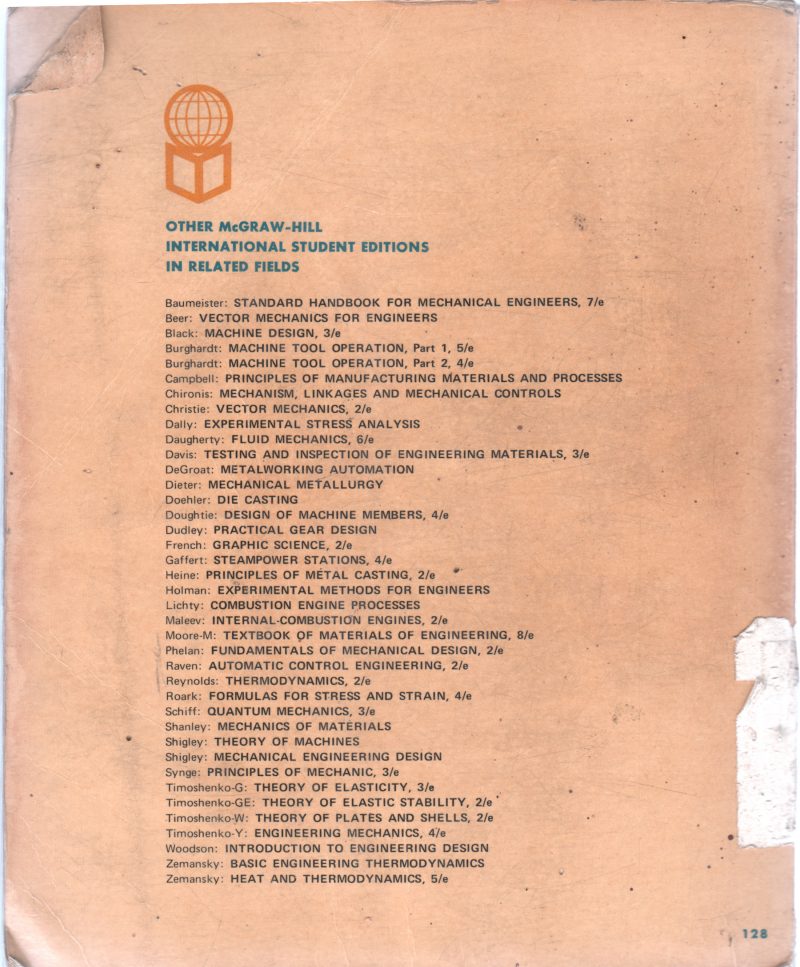 OTHER McGRAW-HILL
INTERNATIONAL STUDENT EDITIONS
IN RELATED FIELDS
Baumeister: STANDARD HANDBOOK FOR MECHANICAL ENGINEERS, 7/e
Beer: VECTOR MECHANICS FOR ENGINEERS
Black: MACHINE DESIGN, 3/e
Burghardt: MACHINE TOOL OPERATION, Part 1, 5/e
Burghardt: MACHINE TOOL OPERATION, Part 2, 4/e
Campbell: PRINCIPLES OF MANUFACTURING MATERIALS AND PROCESSES
Chironis: MECHANISM, LINKAGES AND MECHANICAL CONTROLS
Christie: VECTOR MECHANICS, 2/e
Dally: EXPERIMENTAL STRESS ANALYSIS
Daugherty: FLUID MECHANICS, 6/e
Davis: TESTING AND INSPECTION OF ENGINEERING MATERIALS, 3/e
DeGroat: METALWORKING AUTOMATION
Dieter: MECHANICAL METALLURGY
Doehler: DIE CASTING
Doughtie: DESIGN OF MACHINE MEMBERS, 4/e
Dudley: PRACTICAL GEAR DESIGN
French: GRAPHIC SCIENCE, 2/e
Gaffert: STEAMPOWER STATIONS, 4/e
Heine: PRINCIPLES OF METAL CASTING, 2/e
Holman: EXPERIMENTAL METHODS FOR ENGINEERS
Lichty: COMBUSTION ENGINE PROCESSES
Maleev: INTERNAL-COMBUSTION ENGINES, 2/e
Moore-M: TEXTBOOK OF MATERIALS OF ENGINEERING, 8/e
Phelan: FUNDAMENTALS OF MECHANICAL DESIGN, 2/e
Raven: AUTOMATIC CONTROL ENGINEERING, 2/e
Reynolds: THERMODYNAMICS, 2/e
Roark: FORMULAS FOR STRESS AND STRAIN, 4/e
Schiff: QUANTUM MECHANICS, 3/e
Shanley: MECHANICS OF MATERIALS
Shigley: THEORY OF MACHINES
Shigley: MECHANICAL ENGINEERING DESIGN
Synge: PRINCIPLES OF MECHANIC, 3/e
Timoshenko-G: THEORY OF ELASTICITY, 3/e
Timoshenko-GE: THEORY OF ELASTIC STABILITY, 2/e
Timoshenko-W: THEORY OF PLATES AND SHELLS, 2/e
Timoshenko-Y: ENGINEERING MECHANICS, 4/e
Woodson: INTRODUCTION TO ENGINEERING DESIGN
Zemansky: BASIC ENGINEERING THERMODYNAMICS
Zemansky: HEAT AND THERMODYNAMICS, 5/e
128